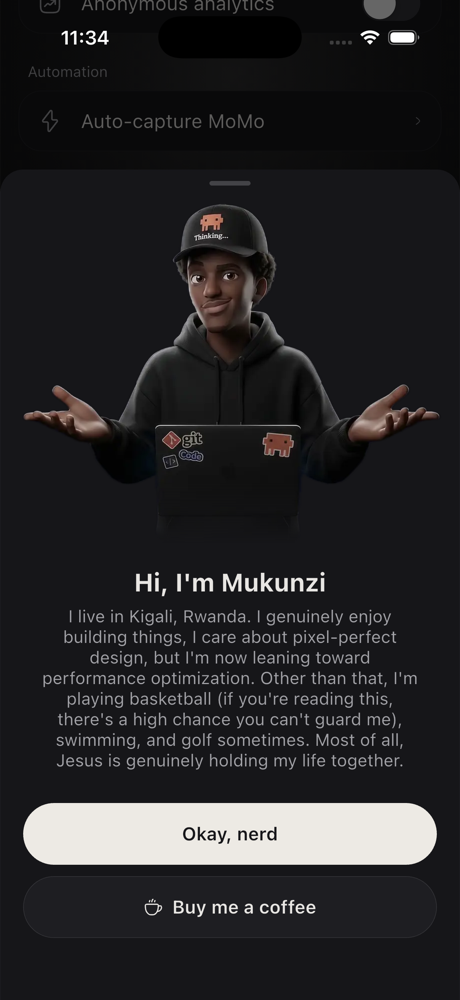 Anonymous analytics
11:34
Automation
Auto-capture MoMo
Thinking...
git
Code
Hi, I'm Mukunzi
I live in Kigali, Rwanda. I genuinely enjoy
building things, I care about pixel-perfect
design, but I'm now leaning toward
performance optimization. Other than that, I'm
playing basketball (if you're reading this,
there's a high chance you can't guard me),
swimming, and golf sometimes. Most of all,
Jesus is genuinely holding my life together.
Okay, nerd
Buy me a coffee